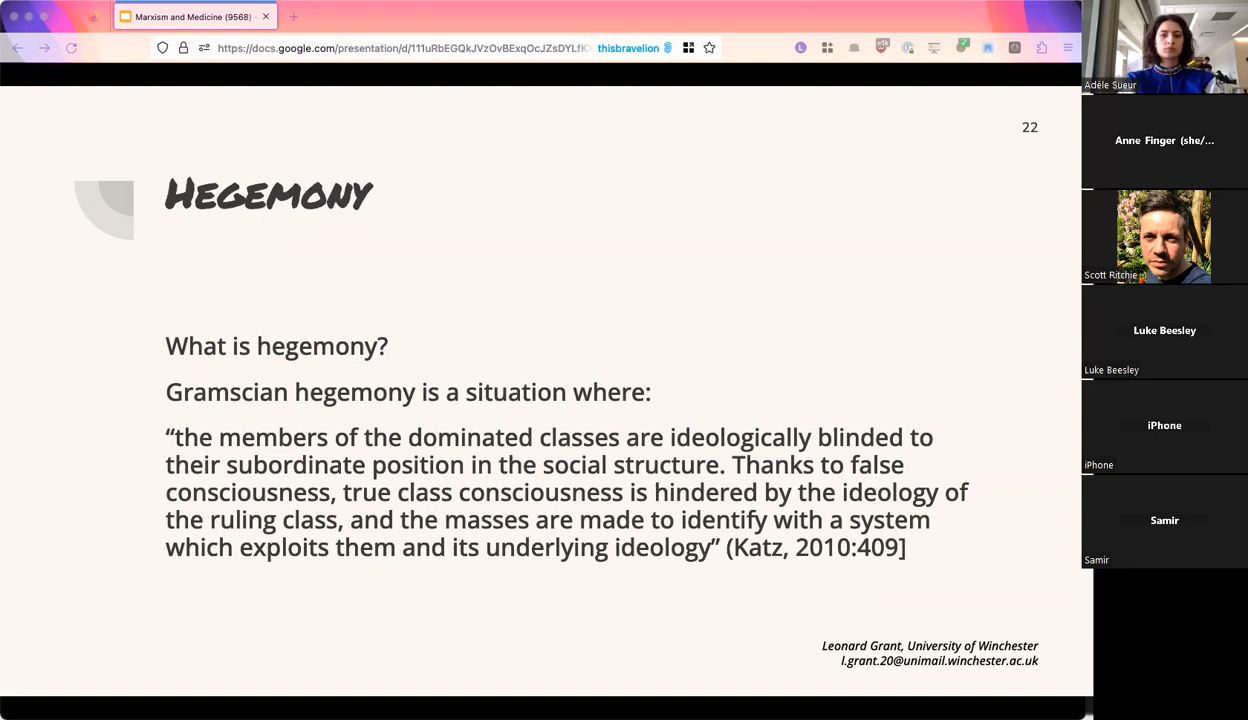 Marxism and Medicine (9568) -
https://docs.google.com/presentation/d/111uRbEGQkJVzOvBExqOcJZsDYLfK
thisbravelion
22
HEGEMONY
What is hegemony?
Gramscian hegemony is a situation where:
“the members of the dominated classes are ideologically blinded to
their subordinate position in the social structure. Thanks to false
consciousness, true class consciousness is hindered by the ideology of
the ruling class, and the masses are made to identify with a system
which exploits them and its underlying ideology” (Katz, 2010:409]
Leonard Grant, University of Winchester
l.grant.20@unimail.winchester.ac.uk
Adèle Sueur
Anne Finger (she/...
Scott Ritchie
Luke Beesley
Luke Beesley
iPhone
iPhone
Samir
Samir